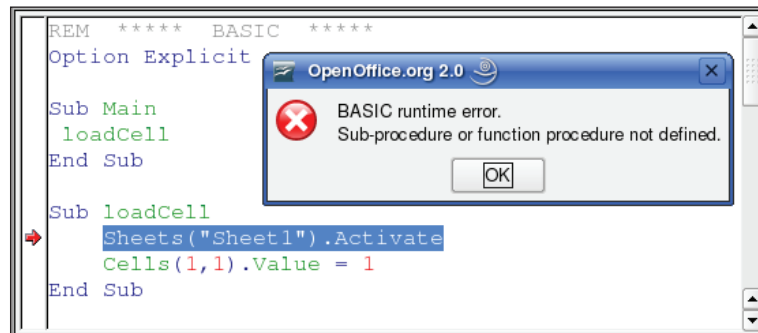 REM ***** BASIC *****
Option Explicit
OpenOffice.org 2.0
BASIC runtime error.
Sub-procedure or function procedure not defined.
OK
Sub Main
loadCell
End Sub
Sub loadCell
Sheets("Sheet1").Activate
Cells(1,1).Value = 1
End Sub